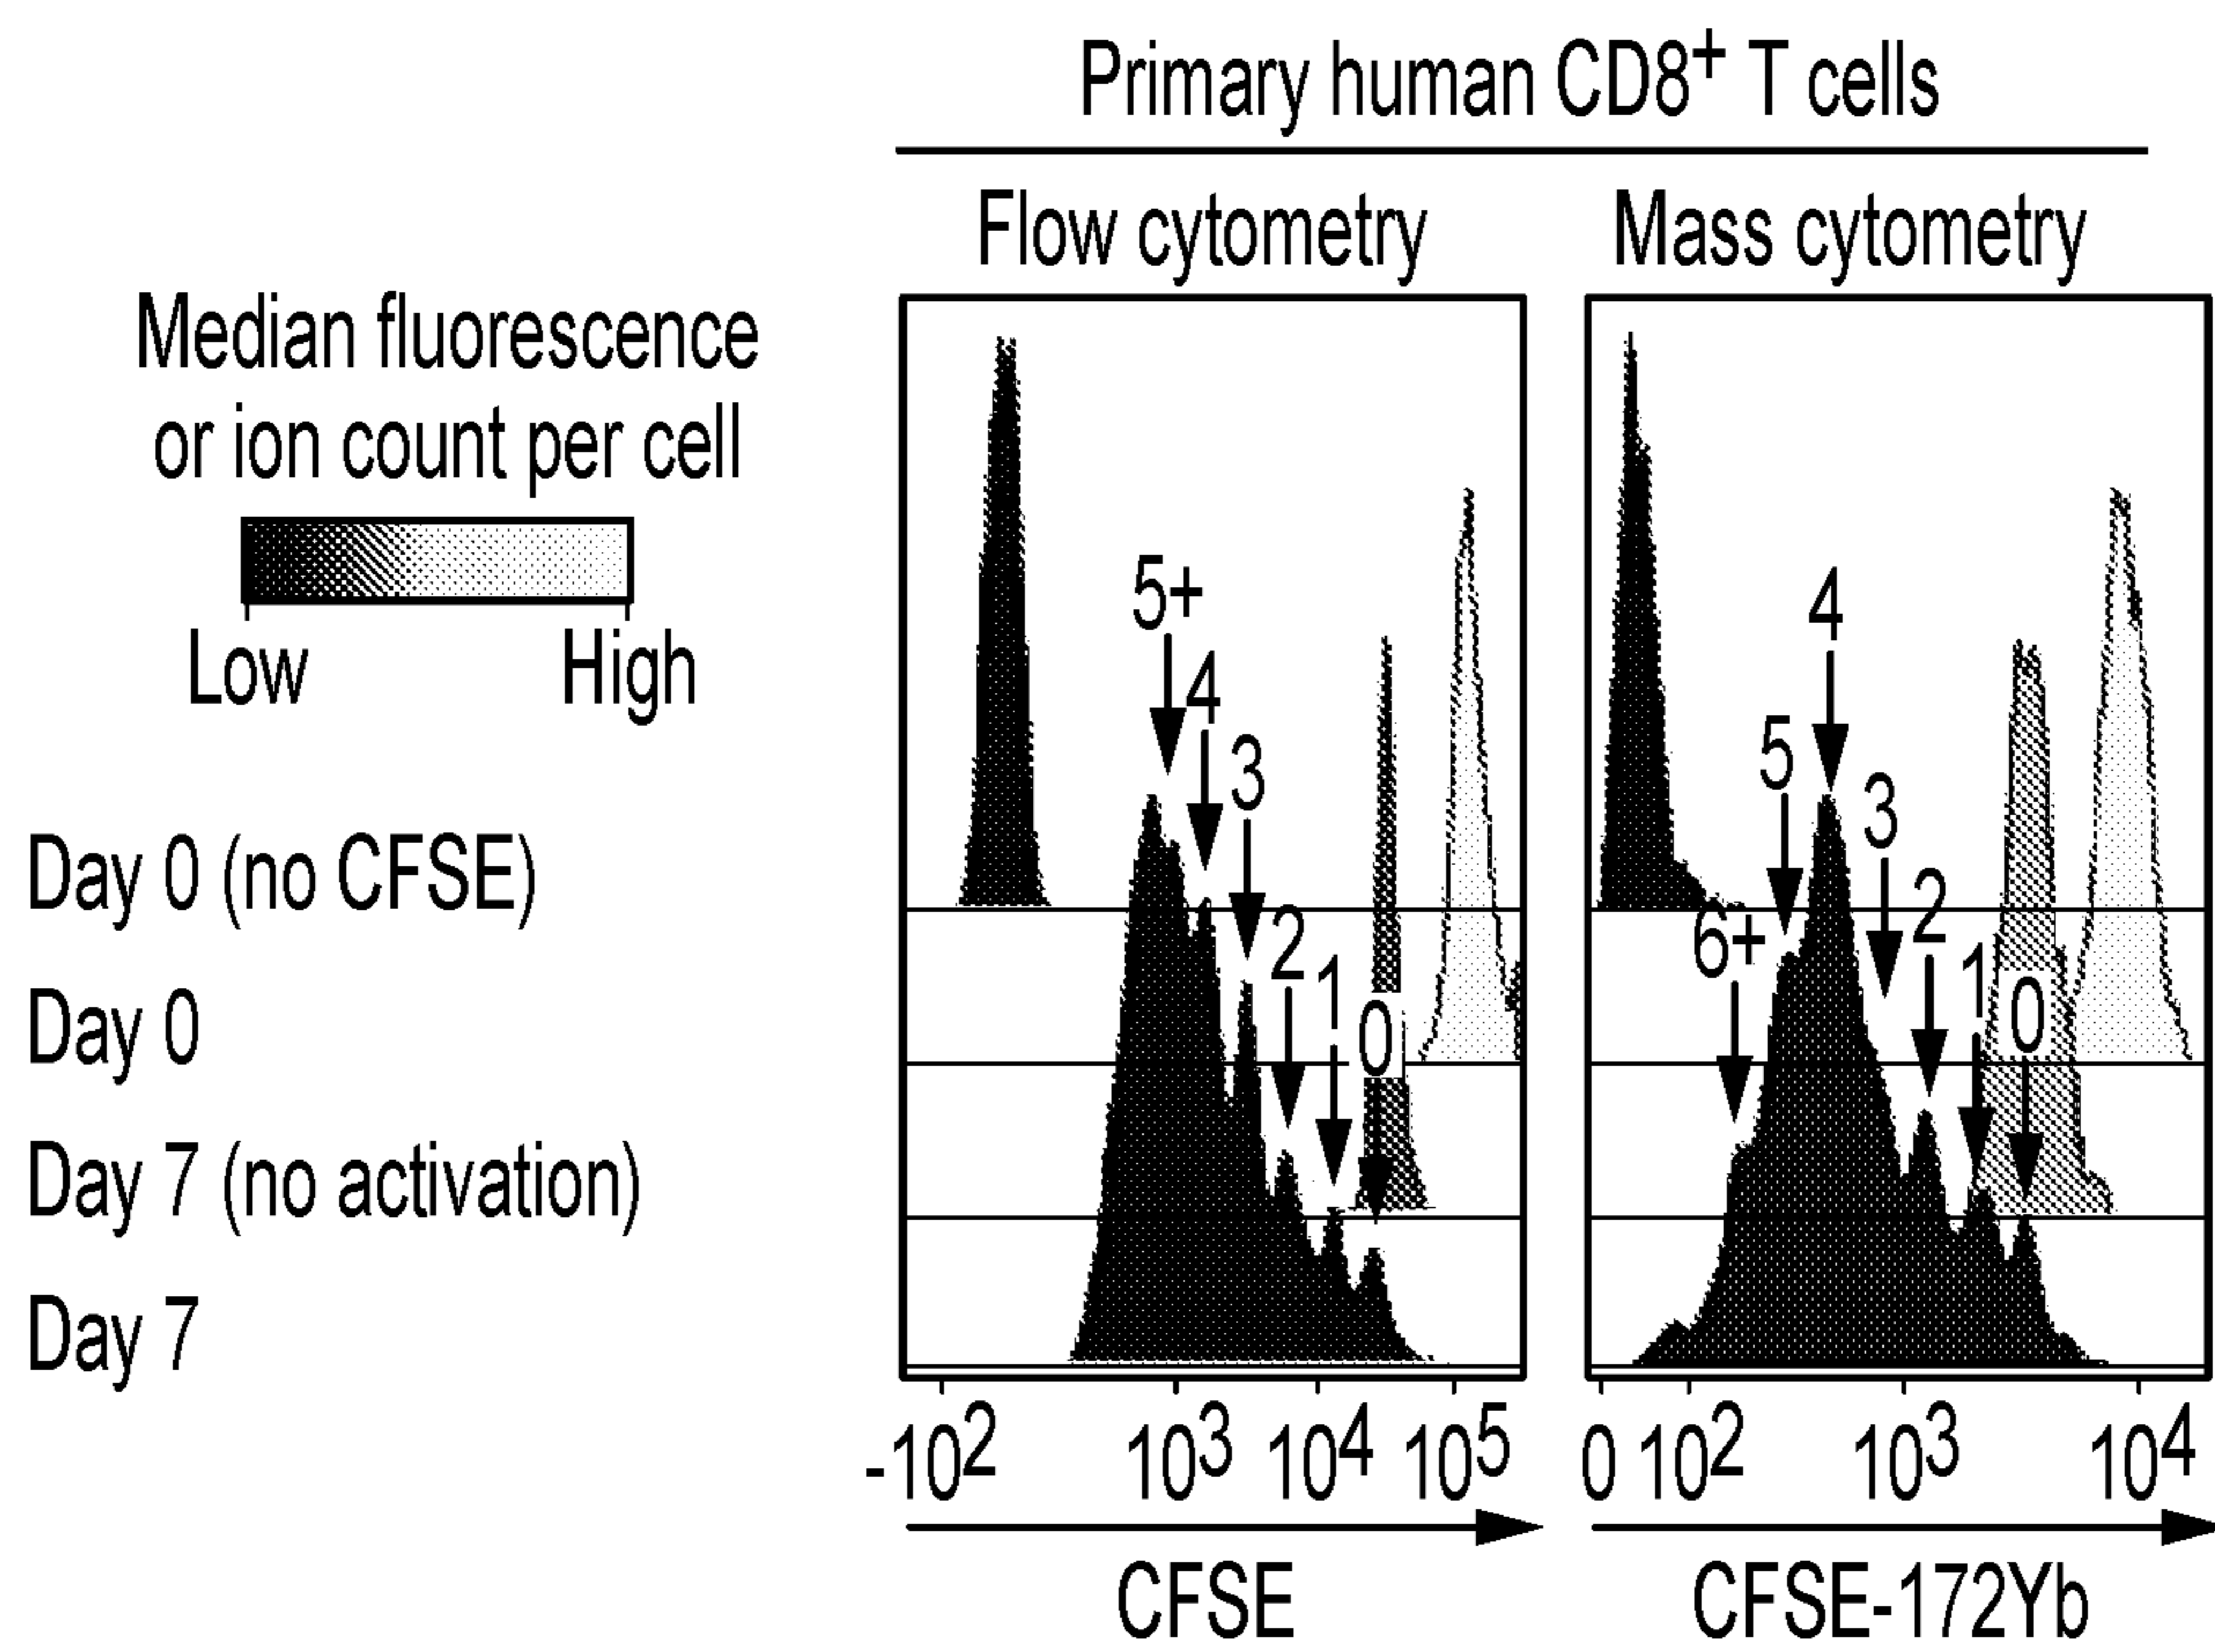 Primary human CD8+ T cells
Flow cytometry
Mass cytometry
Median fluorescence
or ion count per cell
Low
High
Day 0 (no CFSE)
Day 0
Day 7 (no activation)
Day 7
5+
4
3
2
1
0
-10²
10³
10⁴
10⁵
CFSE
6+
5
4
3
2
1
0
0
10²
10³
10⁴
CFSE-172Yb